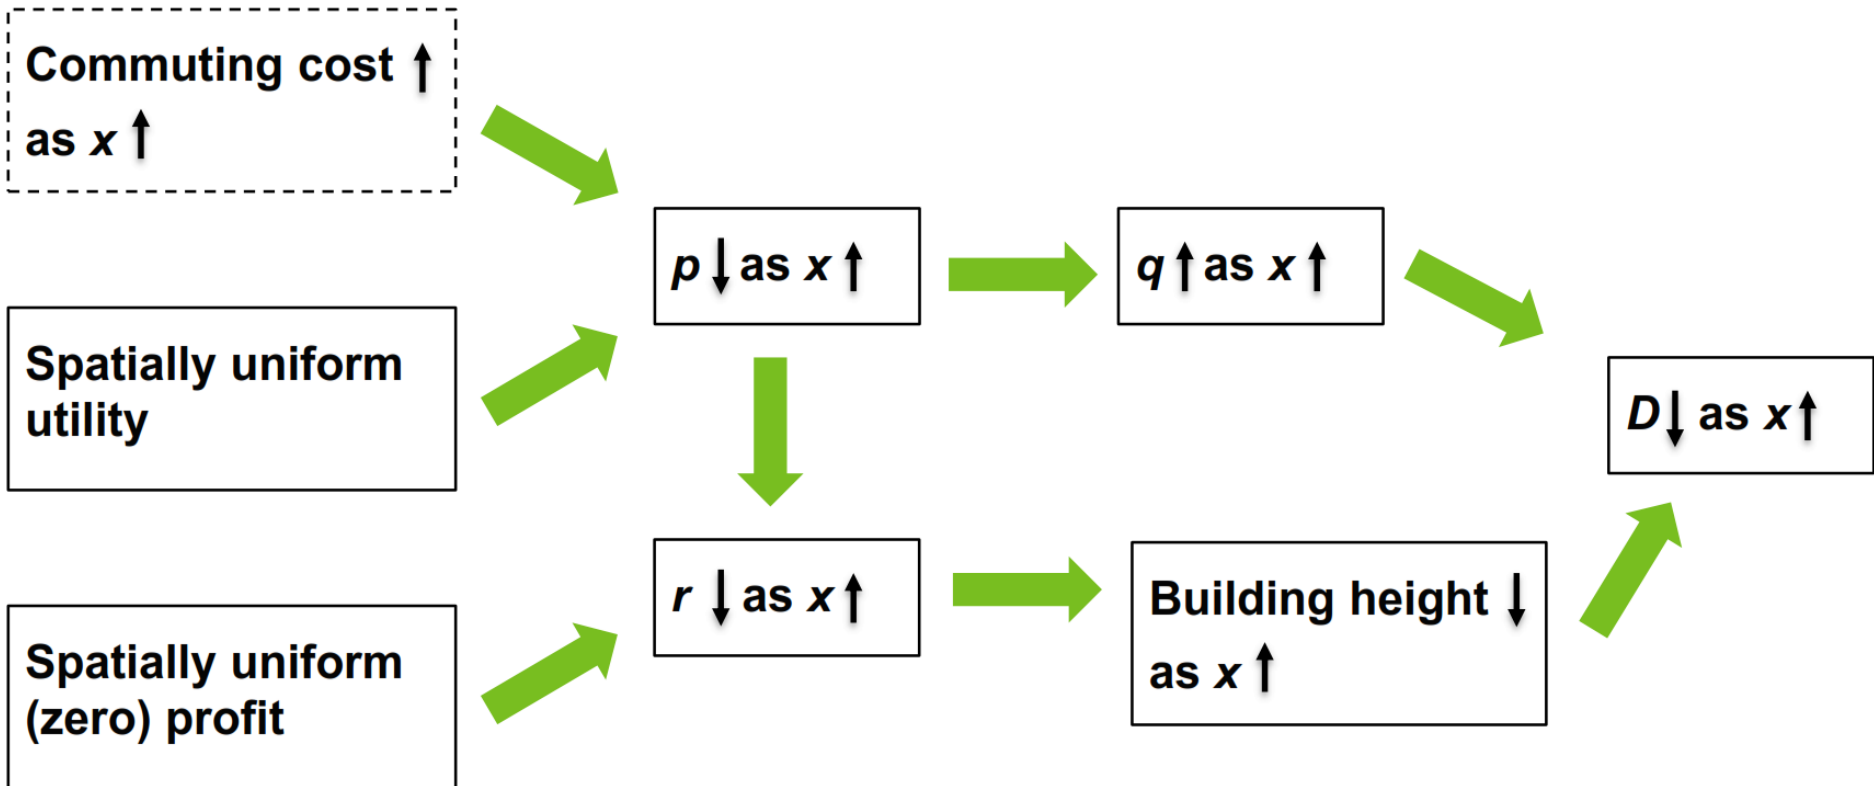 Commuting cost ↑
as x ↑
Spatially uniform
utility
Spatially uniform
(zero) profit
p ↓ as x ↑
r ↓ as x ↑
q ↑ as x ↑
Building height ↓
as x ↑
D ↓ as x ↑